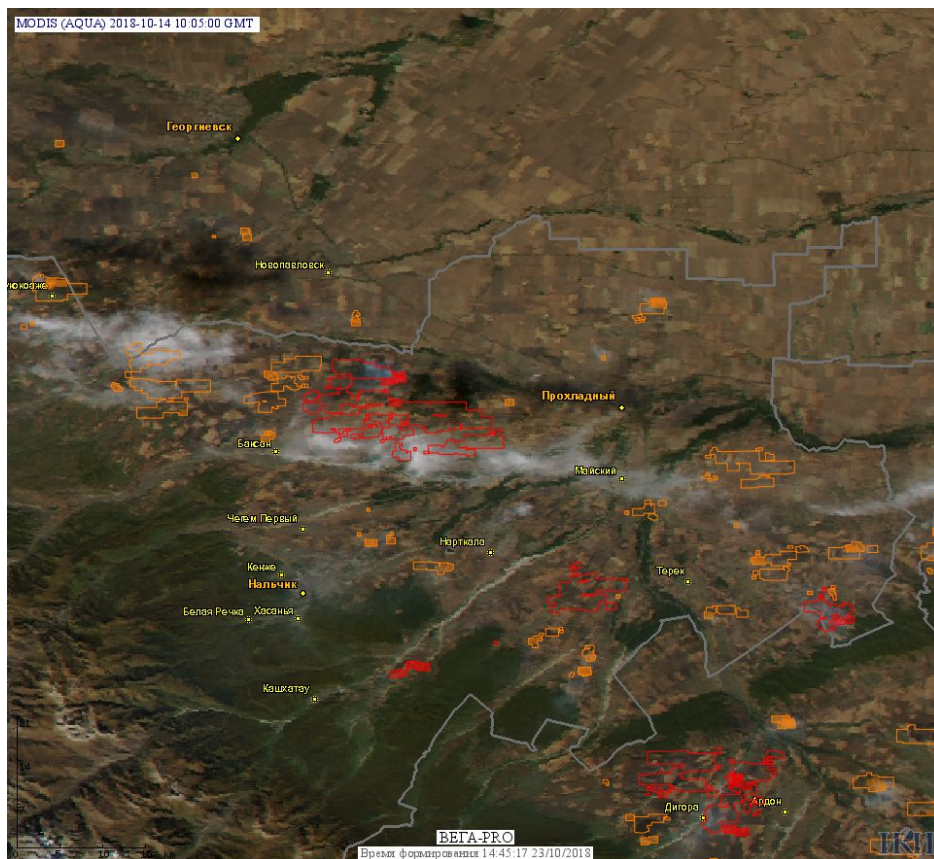 MODIS (AQUA) 2018-10-14 10:05:00 GMT
Георгиевск
Новопавловск
Прохладный
Баксан
Майский
Чегем Первый
Нарткала
Кенже
Терек
Нальчик
Белая Речка
Хасанья
Кашхатау
Дигора
Ардон
ВЕГА-PRO
ИКИ
Время формирования 14:45:17 23/10/2018